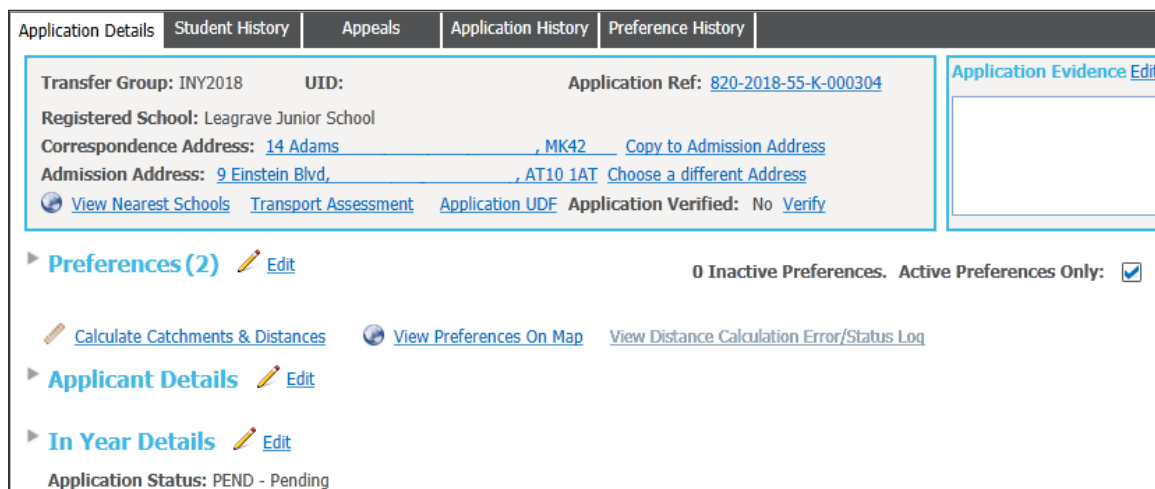 Application Details Student History Appeals Application History Preference History
Transfer Group: INY2018 UID: Application Ref: 820-2018-55-K-000304
Application Evidence Edit
Registered School: Leagrave Junior School
Correspondence Address: 14 Adams , MK42 Copy to Admission Address
Admission Address: 9 Einstein Blvd, , AT10 1AT Choose a different Address
View Nearest Schools Transport Assessment Application UDF Application Verified: No Verify
Preferences (2) Edit
0 Inactive Preferences. Active Preferences Only:
Calculate Catchments & Distances View Preferences On Map View Distance Calculation Error/Status Log
Applicant Details Edit
In Year Details Edit
Application Status: PEND - Pending